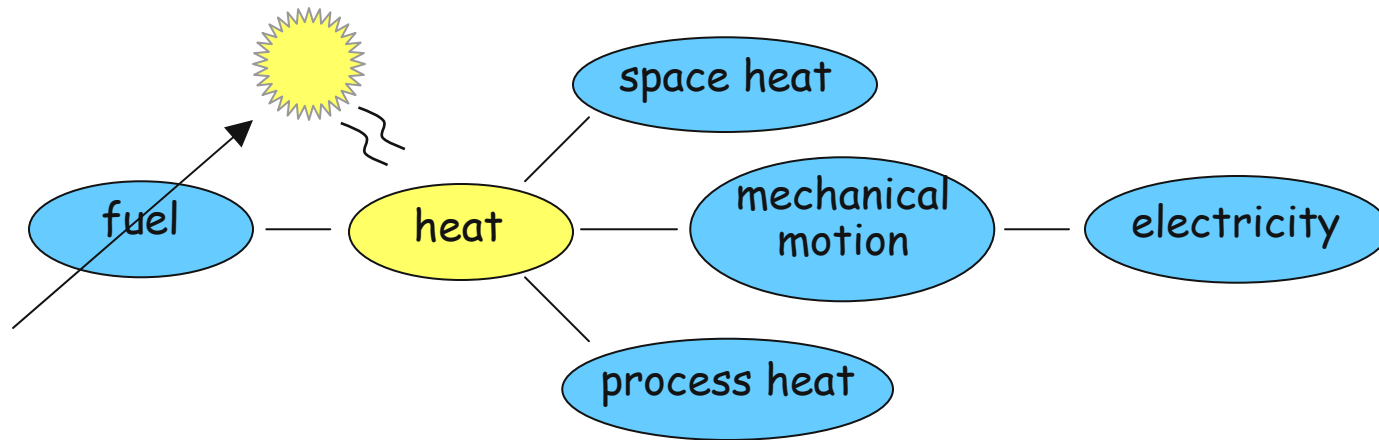 space heat
fuel
heat
mechanical
motion
electricity
process heat